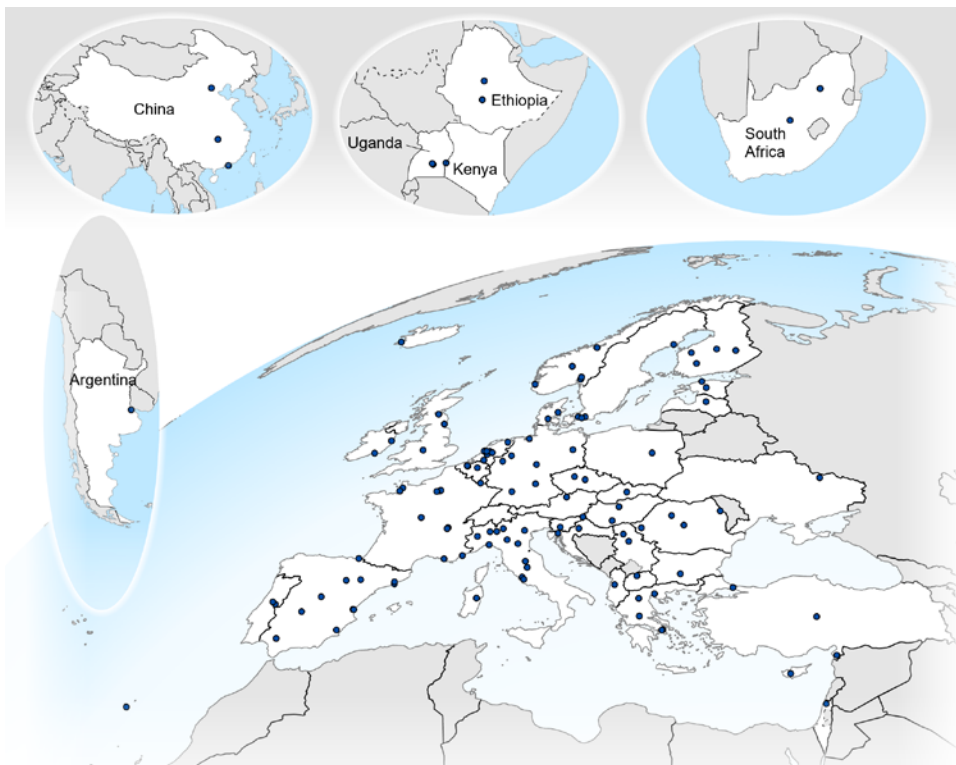 China
Ethiopia
Uganda
Kenya
South
Africa
Argentina